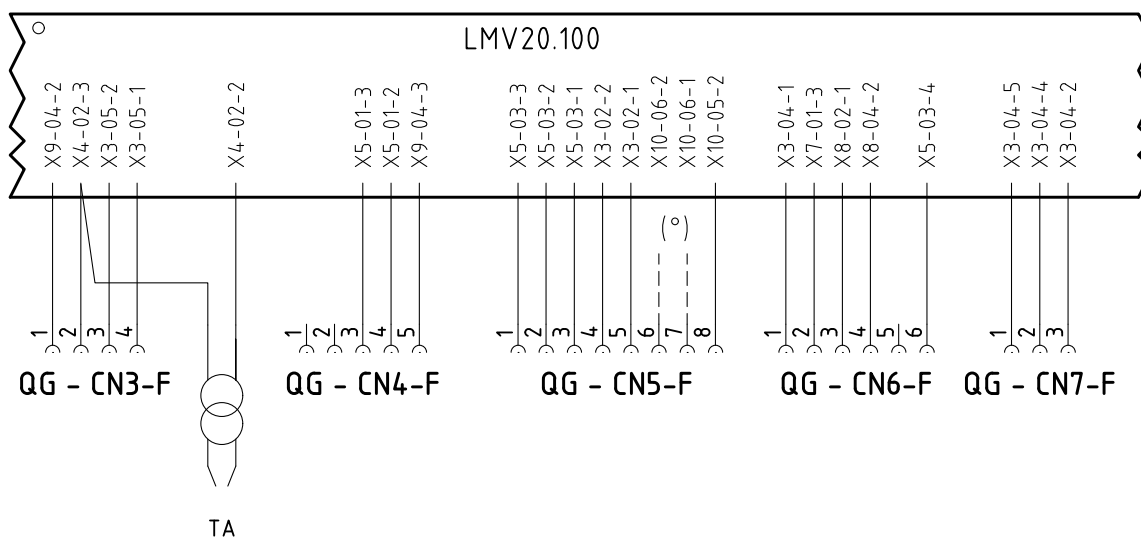 LMV20.100
X9-04-2
X4-02-3
X3-05-2
X3-05-1
X4-02-2
X5-01-3
X5-01-2
X9-04-3
X5-03-3
X5-03-2
X5-03-1
X3-02-2
X3-02-1
X10-06-2
X10-06-1
X10-05-2
X3-04-1
X7-01-3
X8-02-1
X8-04-2
X5-03-4
X3-04-5
X3-04-4
X3-04-2
(°)
1 2 3 4
1 2 3 4 5
1 2 3 4 5 6 7 8
1 2 3 4 5 6
1 2 3
QG - CN3-F
QG - CN4-F
QG - CN5-F
QG - CN6-F
QG - CN7-F
TA